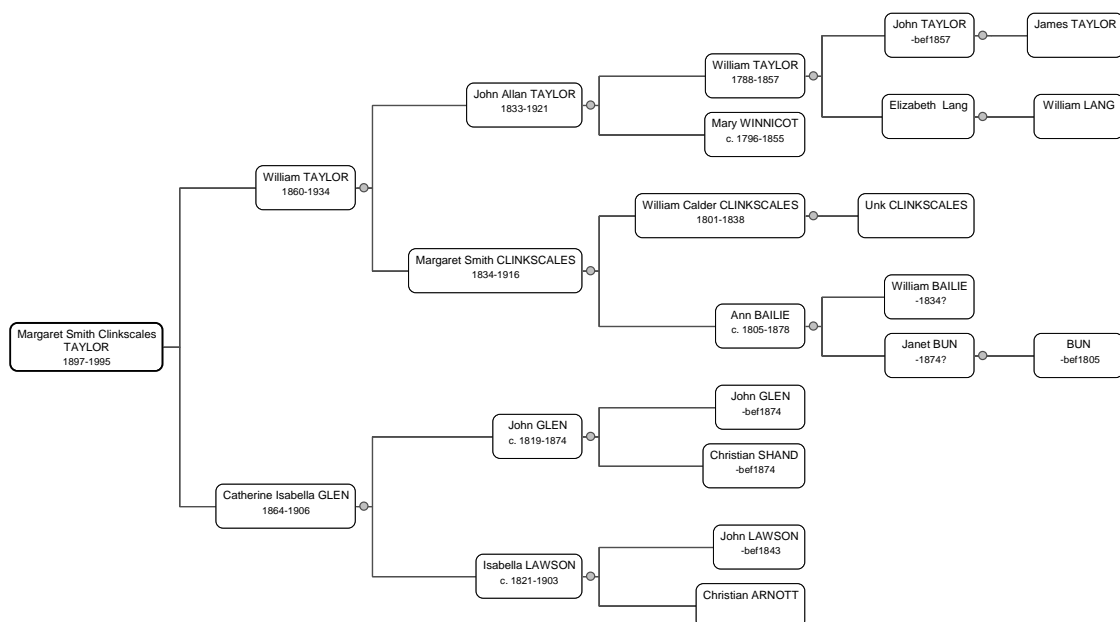 John TAYLOR
-bef1857
James TAYLOR
William TAYLOR
1788-1857
John Allan TAYLOR
1833-1921
Elizabeth Lang
William LANG
Mary WINNICOT
c. 1796-1855
William TAYLOR
1860-1934
William Calder CLINKSCALES
1801-1838
Unk CLINKSCALES
Margaret Smith CLINKSCALES
1834-1916
William BAILIE
-1834?
Ann BAILIE
c. 1805-1878
Janet BUN
-1874?
BUN
-bef1805
Margaret Smith Clinkscales
TAYLOR
1897-1995
John GLEN
-bef1874
John GLEN
c. 1819-1874
Christian SHAND
-bef1874
Catherine Isabella GLEN
1864-1906
John LAWSON
-bef1843
Isabella LAWSON
c. 1821-1903
Christian ARNOTT